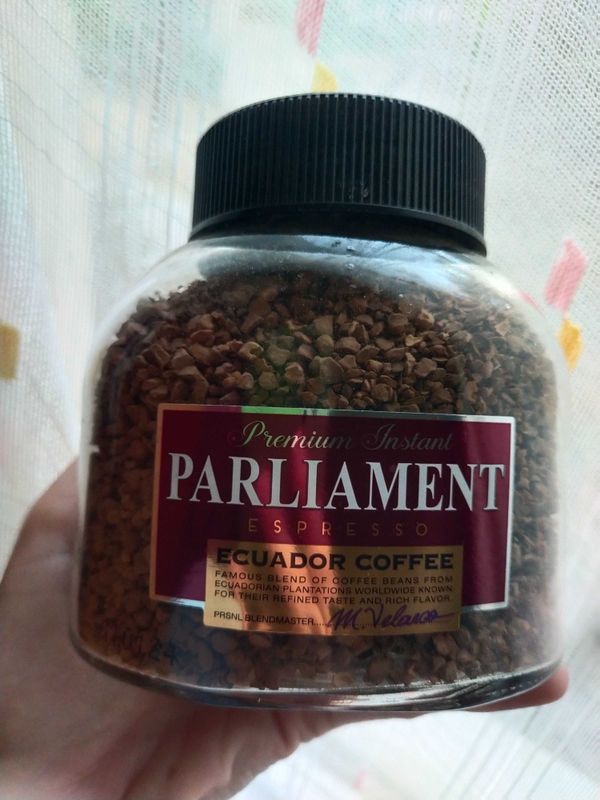 Premium Instant
PARLIAMENT
ESPRESSO
ECUADOR COFFEE
FAMOUS BLEND OF COFFEE BEANS FROM
ECUADORIAN PLANTATIONS WORLDWIDE KNOWN
FOR THEIR REFINED TASTE AND RICH FLAVOR.
PRSNL BLENDMASTER..... M. Velasco